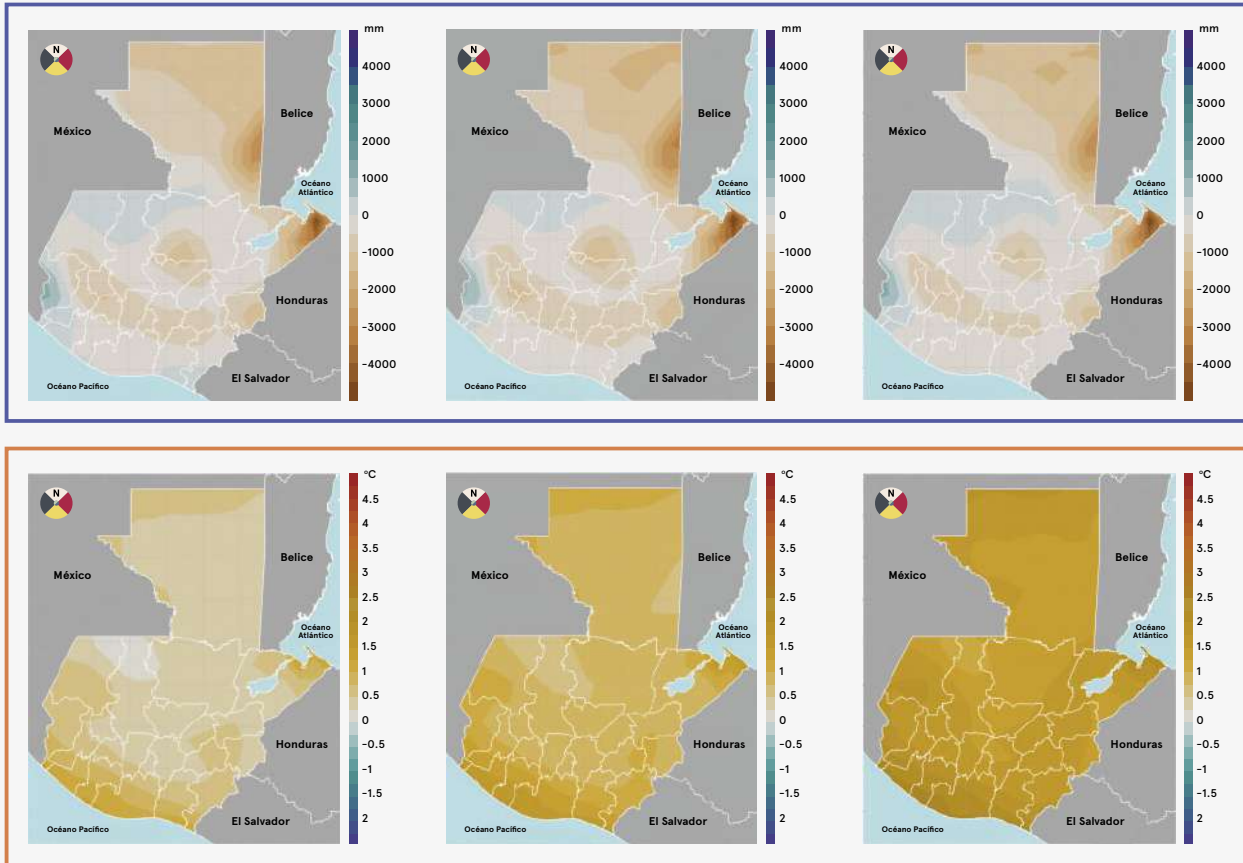 mm
N
4000
3000
Belice
México
2000
Océano
Atlántico
1000
0
-1000
-2000
Honduras
-3000
-4000
El Salvador
Océano Pacífico
mm
N
4000
3000
Belice
México
2000
Océano
Atlántico
1000
0
-1000
-2000
Honduras
-3000
-4000
El Salvador
Océano Pacífico
mm
N
4000
3000
Belice
México
2000
Océano
Atlántico
1000
0
-1000
-2000
Honduras
-3000
-4000
El Salvador
Océano Pacífico
°C
N
4.5
4
3.5
Belice
México
3
2.5
2
Océano
Atlántico
1.5
1
0.5
0
Honduras
-0.5
-1
-1.5
El Salvador
Océano Pacífico
2
°C
N
4.5
4
3.5
Belice
México
3
2.5
2
Océano
Atlántico
1.5
1
0.5
0
Honduras
-0.5
-1
-1.5
El Salvador
Océano Pacífico
2
°C
N
4.5
4
3.5
Belice
México
3
2.5
2
Océano
Atlántico
1.5
1
0.5
0
Honduras
-0.5
-1
-1.5
El Salvador
Océano Pacífico
2